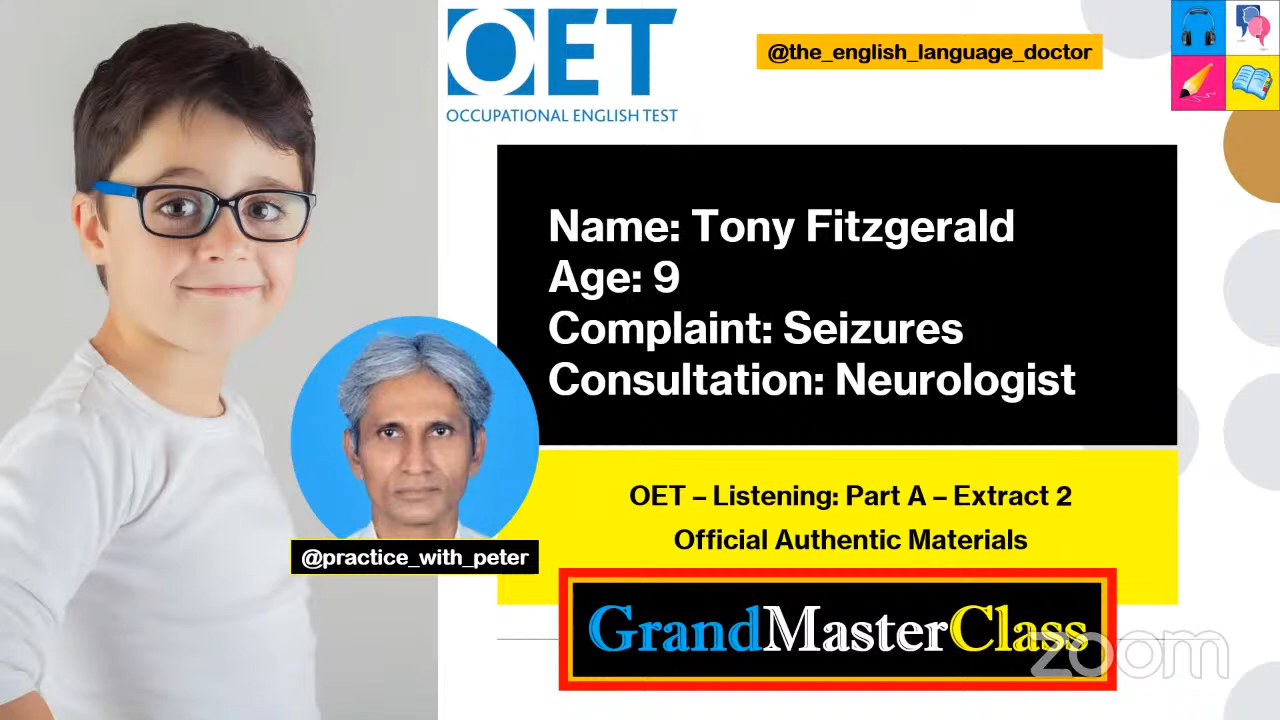 OET
OCCUPATIONAL ENGLISH TEST
@the_english_language_doctor
Name: Tony Fitzgerald
Age: 9
Complaint: Seizures
Consultation: Neurologist
@practice_with_peter
OET – Listening: Part A – Extract 2
Official Authentic Materials
GrandMasterClass
zoom